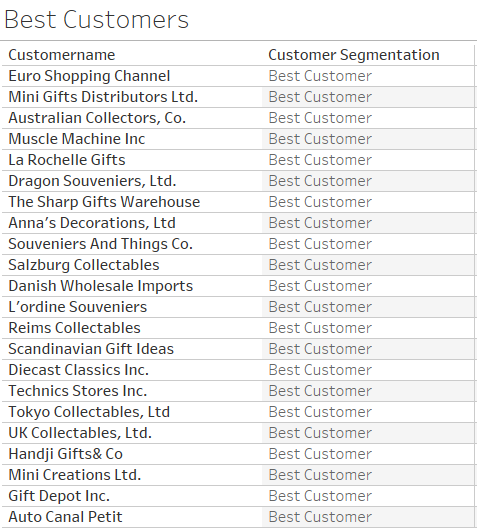 Best Customers
Customername Customer Segmentation
Euro Shopping Channel Best Customer
Mini Gifts Distributors Ltd. Best Customer
Australian Collectors, Co. Best Customer
Muscle Machine Inc Best Customer
La Rochelle Gifts Best Customer
Dragon Souveniers, Ltd. Best Customer
The Sharp Gifts Warehouse Best Customer
Anna's Decorations, Ltd Best Customer
Souveniers And Things Co. Best Customer
Salzburg Collectables Best Customer
Danish Wholesale Imports Best Customer
L'ordine Souveniers Best Customer
Reims Collectables Best Customer
Scandinavian Gift Ideas Best Customer
Diecast Classics Inc. Best Customer
Technics Stores Inc. Best Customer
Tokyo Collectables, Ltd Best Customer
UK Collectables, Ltd. Best Customer
Handji Gifts& Co Best Customer
Mini Creations Ltd. Best Customer
Gift Depot Inc. Best Customer
Auto Canal Petit Best Customer